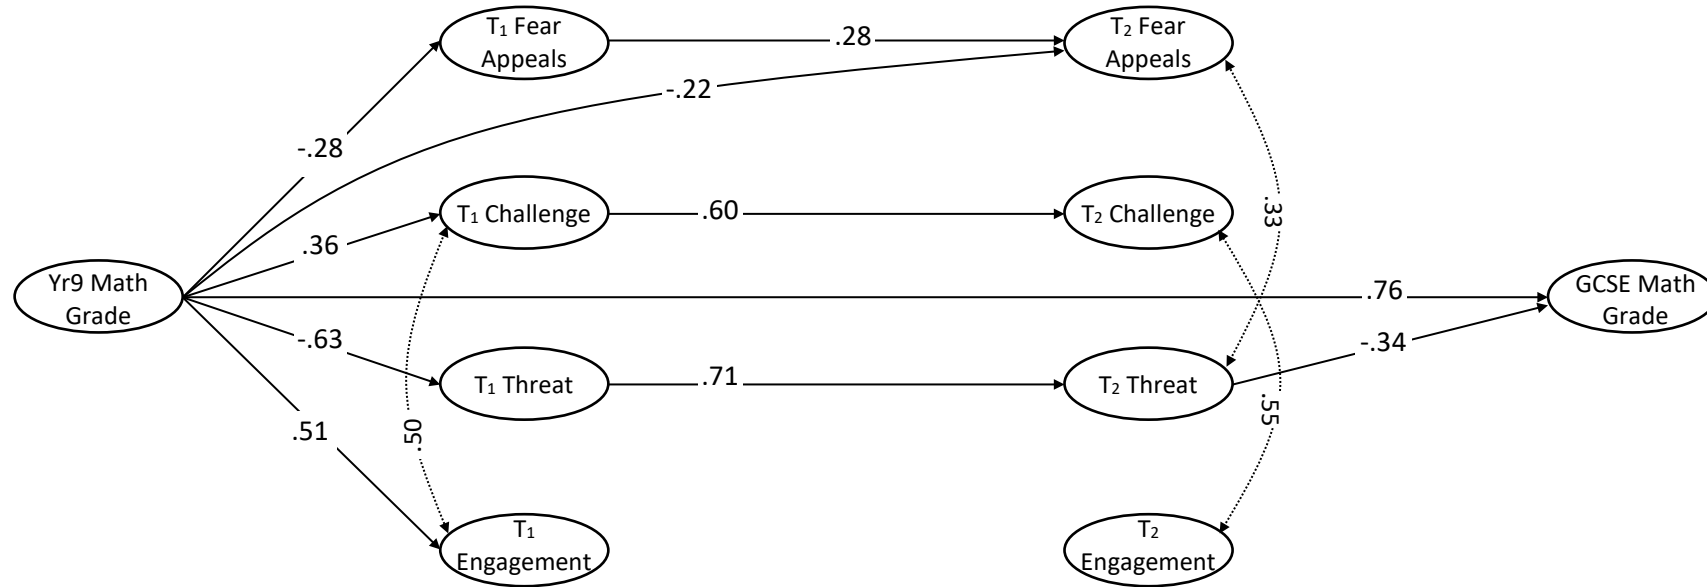 T1 Fear
Appeals
.28
T2 Fear
Appeals
-.22
-.28
T1 Challenge
.60
T2 Challenge
.33
.36
Yr9 Math
Grade
.76
GCSE Math
Grade
-.63
-.34
T1 Threat
.71
T2 Threat
.51
.50
.55
T1
Engagement
T2
Engagement